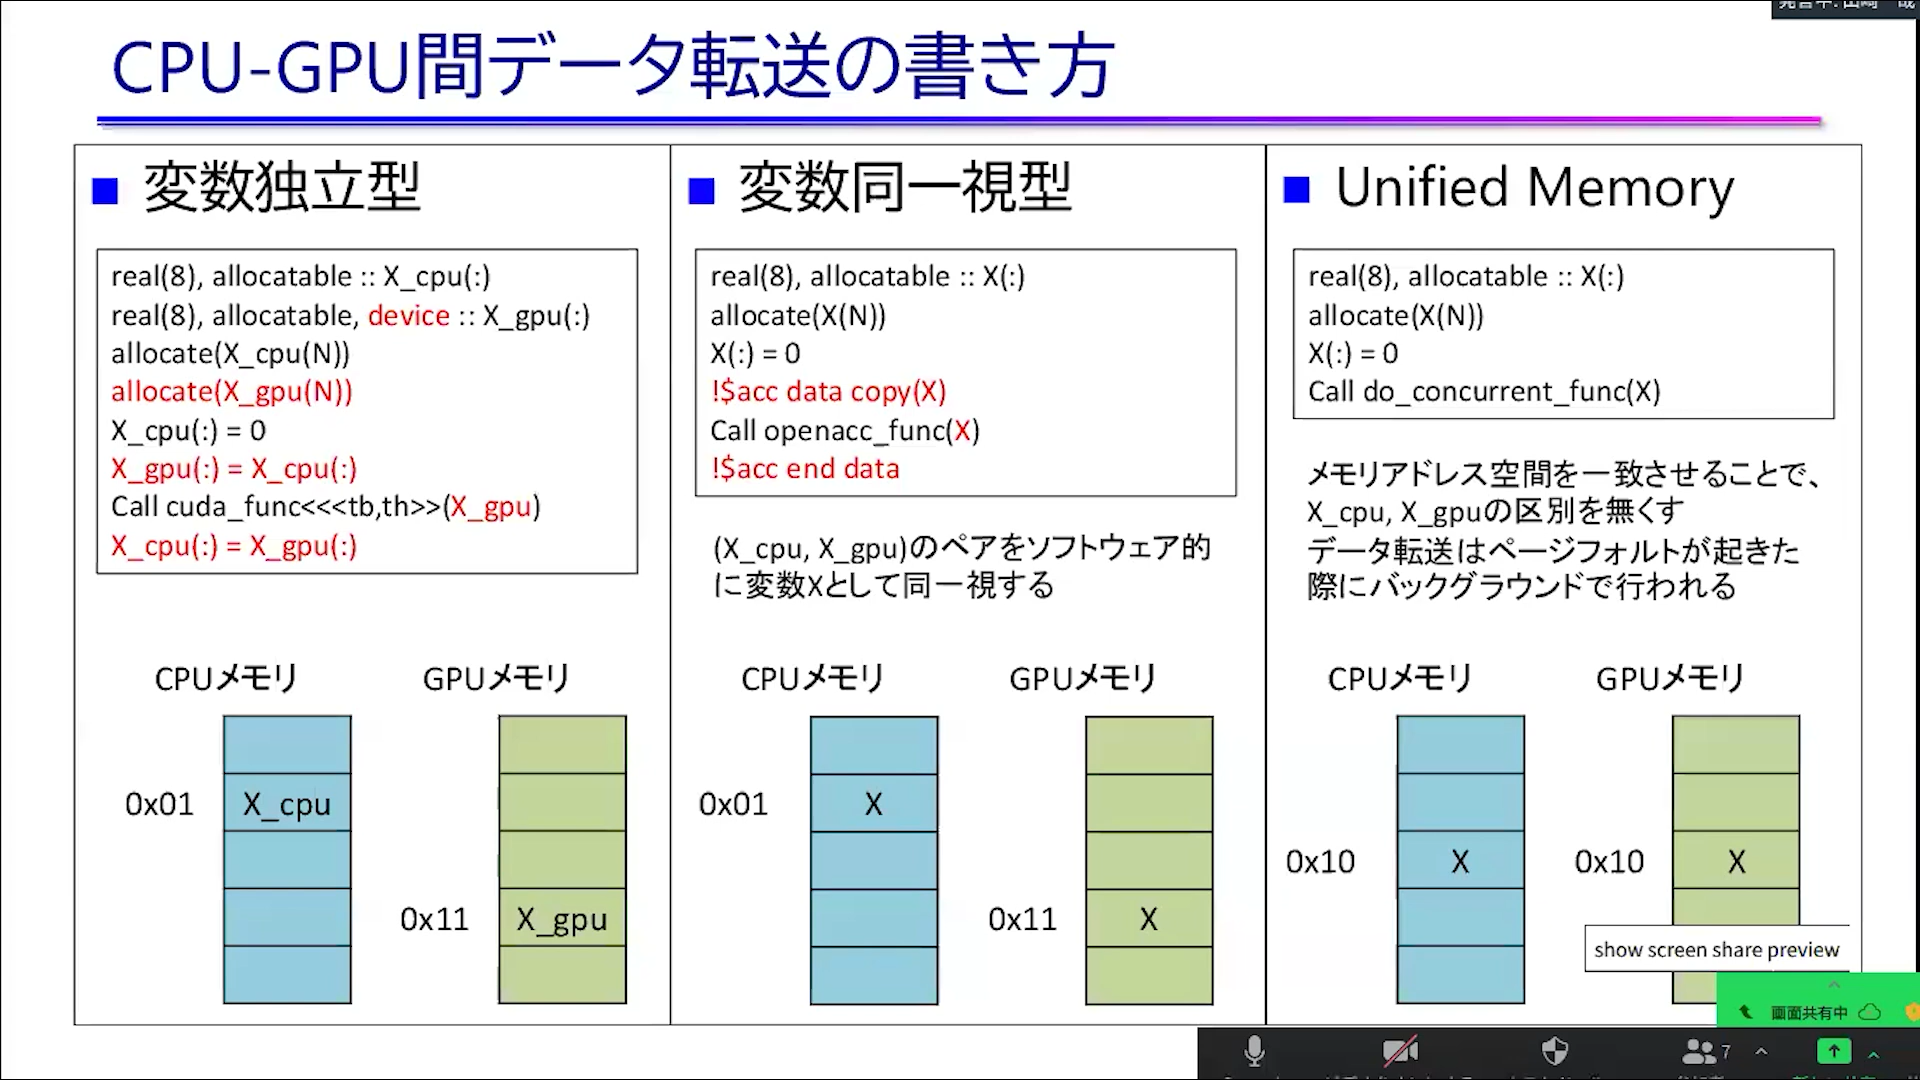 CPU-GPU間データ転送の書き方
変数独立型
real(8), allocatable :: X_cpu(:)
real(8), allocatable, device :: X_gpu(:)
allocate(X_cpu(N))
allocate(X_gpu(N))
X_cpu(:) = 0
X_gpu(:) = X_cpu(:)
Call cuda_func<<<tb,th>>(X_gpu)
X_cpu(:) = X_gpu(:)
CPUメモリ
GPUメモリ
0x01
X_cpu
0x11
X_gpu
変数同一視型
real(8), allocatable :: X(:)
allocate(X(N))
X(:) = 0
!$acc data copy(X)
Call openacc_func(X)
!$acc end data
(X_cpu, X_gpu)のペアをソフトウェア的
に変数Xとして同一視する
CPUメモリ
GPUメモリ
0x01
X
0x11
X
Unified Memory
real(8), allocatable :: X(:)
allocate(X(N))
X(:) = 0
Call do_concurrent_func(X)
メモリアドレス空間を一致させることで、
X_cpu, X_gpuの区別を無くす
データ転送はページフォルトが起きた
際にバックグラウンドで行われる
CPUメモリ
GPUメモリ
0x10
X
0x10
X
show screen share preview
画面共有中
7